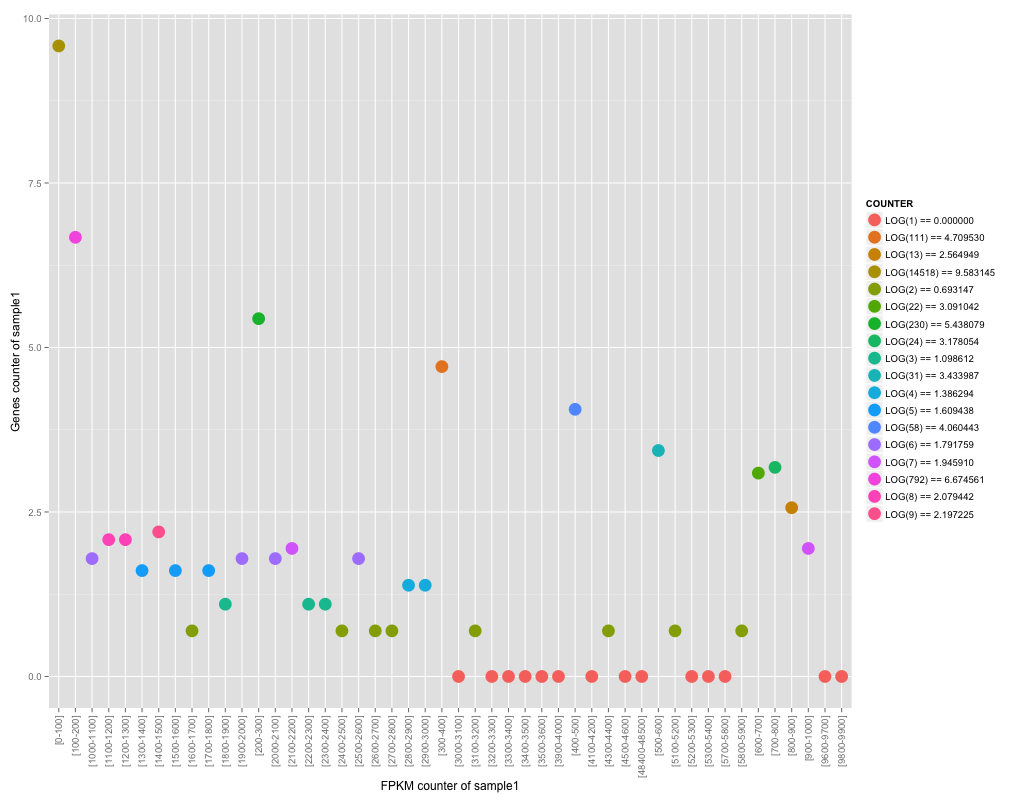 10.0
7.5
5.0
2.5
0.0
Genes counter of sample1
[0-100]
[100-200]
[1000-1100]
[1100-1200]
[1200-1300]
[1300-1400]
[1400-1500]
[1500-1600]
[1600-1700]
[1700-1800]
[1800-1900]
[1900-2000]
[200-300]
[2000-2100]
[2100-2200]
[2200-2300]
[2300-2400]
[2400-2500]
[2500-2600]
[2600-2700]
[2700-2800]
[2800-2900]
[2900-3000]
[300-400]
[3000-3100]
[3100-3200]
[3200-3300]
[3300-3400]
[3400-3500]
[3500-3600]
[3900-4000]
[400-500]
[4100-4200]
[4300-4400]
[4500-4600]
[48400-48500]
[500-600]
[5100-5200]
[5200-5300]
[5300-5400]
[5700-5800]
[5800-5900]
[600-700]
[700-800]
[800-900]
[900-1000]
[9600-9700]
[9800-9900]
FPKM counter of sample1
COUNTER
LOG(1) == 0.000000
LOG(111) == 4.709530
LOG(13) == 2.564949
LOG(14518) == 9.583145
LOG(2) == 0.693147
LOG(22) == 3.091042
LOG(230) == 5.438079
LOG(24) == 3.178054
LOG(3) == 1.098612
LOG(31) == 3.433987
LOG(4) == 1.386294
LOG(5) == 1.609438
LOG(58) == 4.060443
LOG(6) == 1.791759
LOG(7) == 1.945910
LOG(792) == 6.674561
LOG(8) == 2.079442
LOG(9) == 2.197225